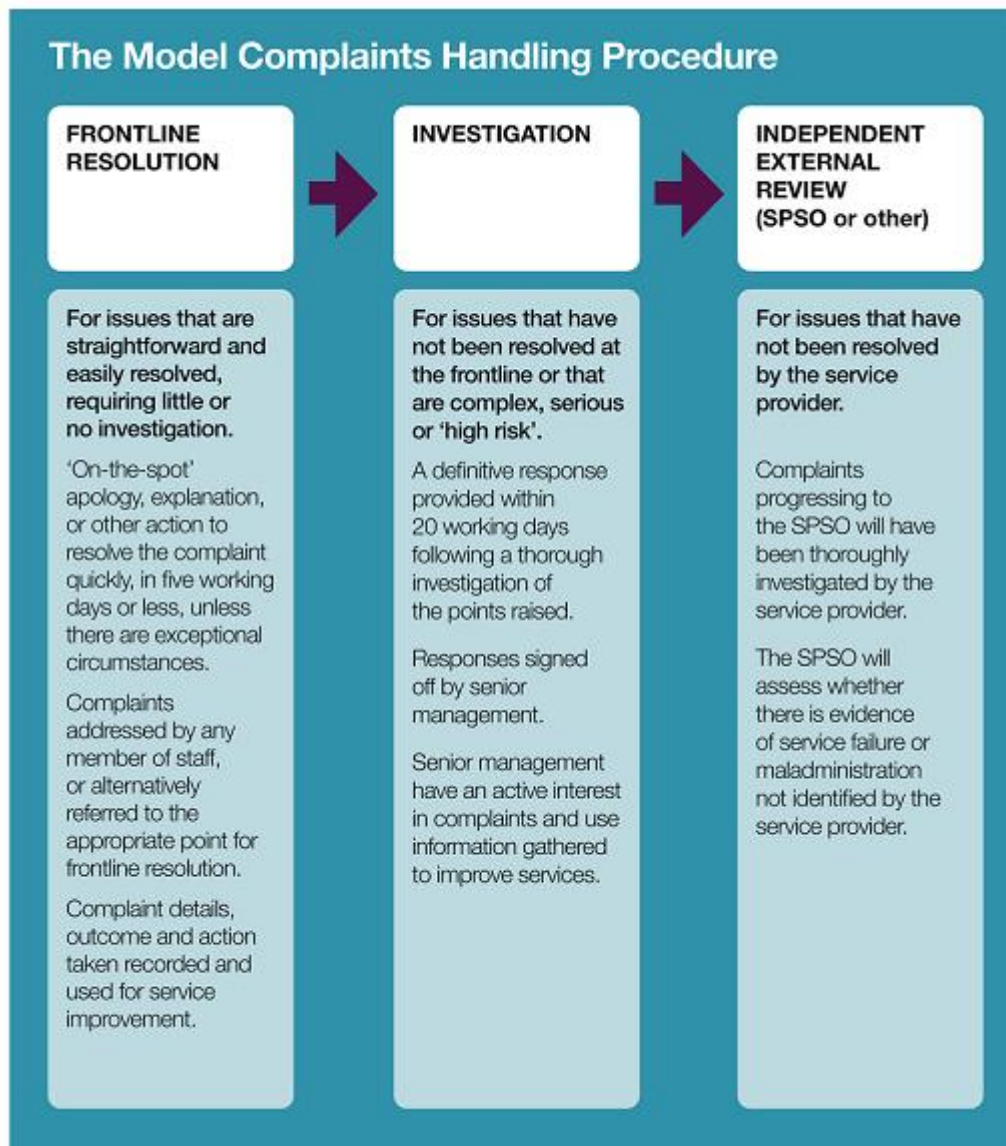 The Model Complaints Handling Procedure
FRONTLINE
RESOLUTION
INVESTIGATION
INDEPENDENT
EXTERNAL
REVIEW
(SPSO or other)
For issues that are
straightforward and
easily resolved,
requiring little or
no investigation.
‘On-the-spot’
apology, explanation,
or other action to
resolve the complaint
quickly, in five working
days or less, unless
there are exceptional
circumstances.
Complaints
addressed by any
member of staff,
or alternatively
referred to the
appropriate point for
frontline resolution.
Complaint details,
outcome and action
taken recorded and
used for service
improvement.
For issues that have
not been resolved at
the frontline or that
are complex, serious
or ‘high risk’.
A definitive response
provided within
20 working days
following a thorough
investigation of
the points raised.
Responses signed
off by senior
management.
Senior management
have an active interest
in complaints and use
information gathered
to improve services.
For issues that have
not been resolved
by the service
provider.
Complaints
progressing to
the SPSO will have
been thoroughly
investigated by the
service provider.
The SPSO will
assess whether
there is evidence
of service failure or
maladministration
not identified by the
service provider.